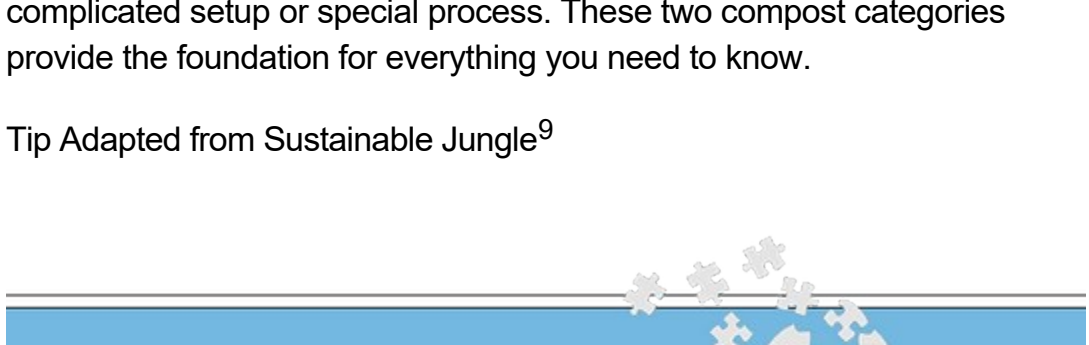 complicated setup or special process. These two compost categories
provide the foundation for everything you need to know.
Tip Adapted from Sustainable Jungle9